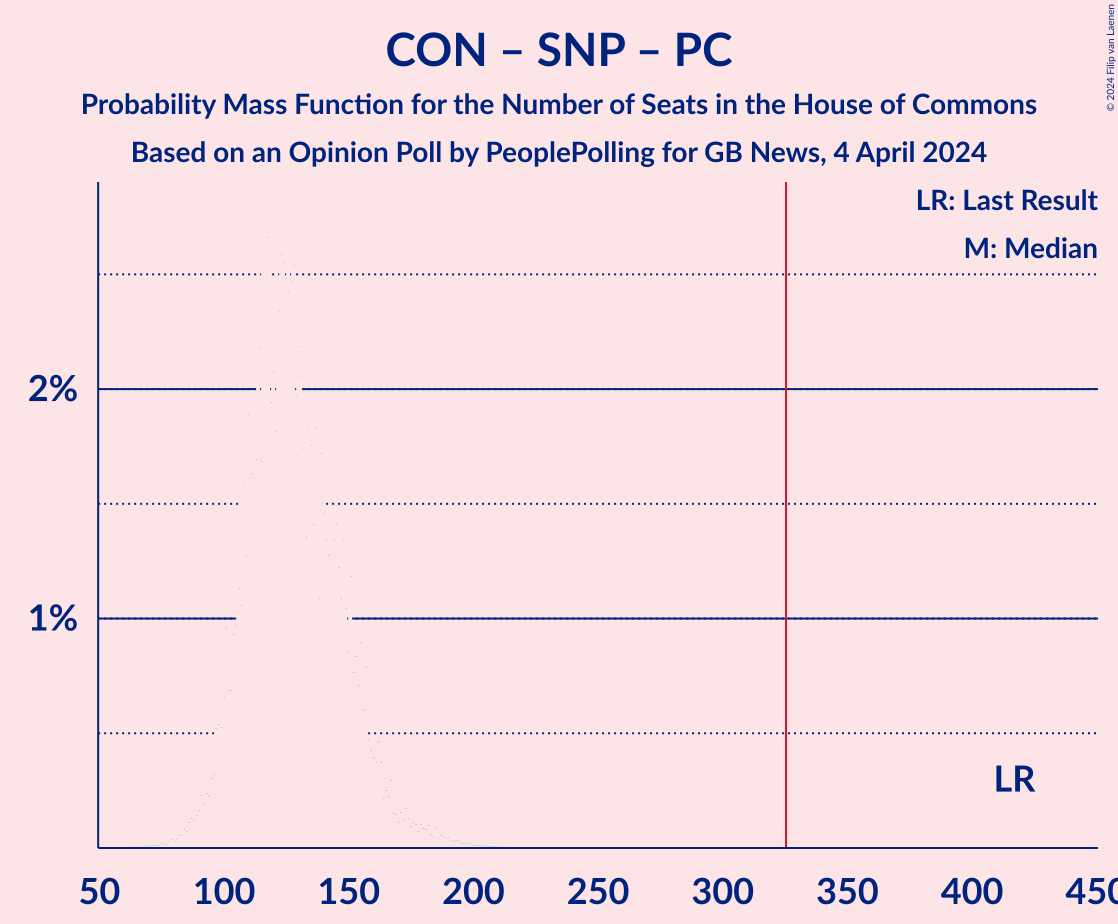 CON – SNP – PC
Probability Mass Function for the Number of Seats in the House of Commons
Based on an Opinion Poll by PeoplePolling for GB News, 4 April 2024
© 2024 Filip van Laenen
LR: Last Result
M: Median
2%
1%
LR
50 100 150 200 250 300 350 400 450